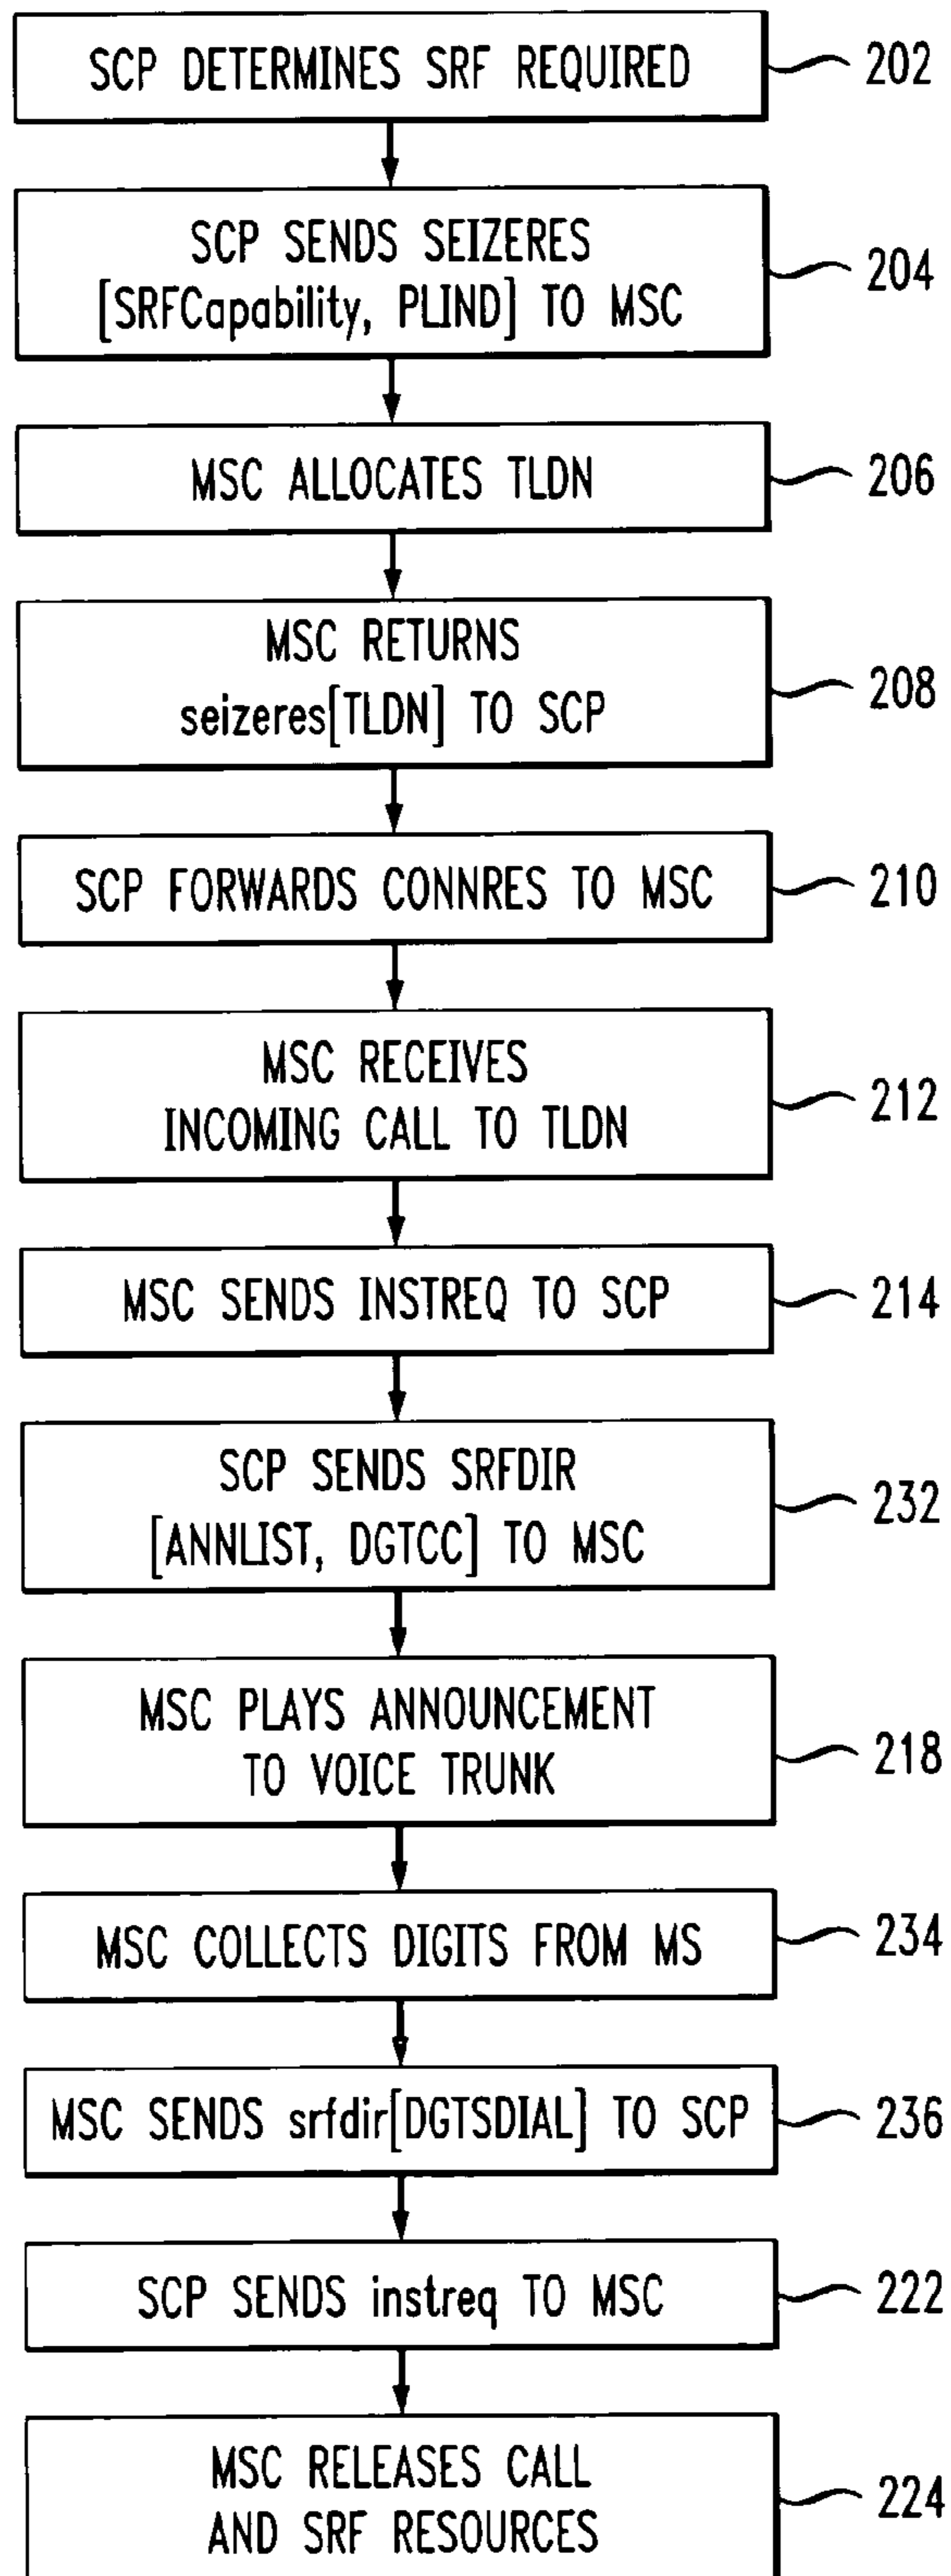 SCP DETERMINES SRF REQUIRED
202
SCP SENDS SEIZERES
[SRFCapability, PLIND] TO MSC
204
MSC ALLOCATES TLDN
206
MSC RETURNS
seizeres[TLDN] TO SCP
208
SCP FORWARDS CONNRES TO MSC
210
MSC RECEIVES
INCOMING CALL TO TLDN
212
MSC SENDS INSTREQ TO SCP
214
SCP SENDS SRFDIR
[ANNLIST, DGTCC] TO MSC
232
MSC PLAYS ANNOUNCEMENT
TO VOICE TRUNK
218
MSC COLLECTS DIGITS FROM MS
234
MSC SENDS srfdir[DGTSDIAL] TO SCP
236
SCP SENDS instreq TO MSC
222
MSC RELEASES CALL
AND SRF RESOURCES
224